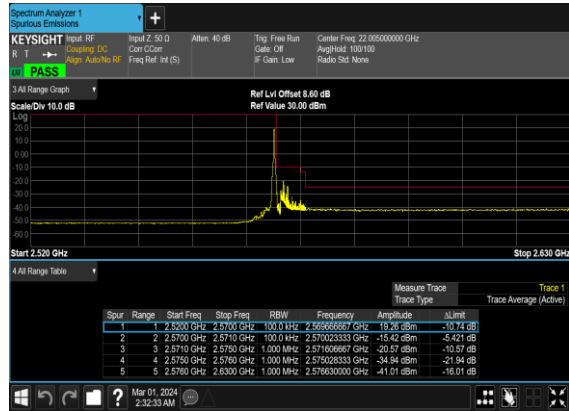 Spectrum Analyzer 1
Spurious Emissions
KEYSIGHT Input: RF Input Z: 50 Ω Atten: 40 dB Trig: Free Run Center Freq: 22.005000000 GHz
R T Coupling: DC Corr CCorr Gate: Off Avg|Hold: 100/100
Align: Auto/No RF Freq Ref: Int (S) IF Gain: Low Radio Std: None
PASS
3 All Range Graph
Ref Lvl Offset 8.60 dB
Scale/Div 10.0 dB Ref Value 30.00 dBm
Log
20.0
10.0
0.00
-10.0
-20.0
-30.0
-40.0
-50.0
-60.0
Start 2.520 GHz Stop 2.630 GHz
4 All Range Table
Measure Trace Trace 1
Trace Type Trace Average (Active)
Spur Range Start Freq Stop Freq RBW Frequency Amplitude ΔLimit
1 1 2.5200 GHz 2.5700 GHz 100.0 kHz 2.569666667 GHz 19.26 dBm -10.74 dB
2 2 2.5700 GHz 2.5710 GHz 100.0 kHz 2.570023333 GHz -15.42 dBm -5.421 dB
3 3 2.5710 GHz 2.5750 GHz 1.000 MHz 2.571606667 GHz -20.57 dBm -10.57 dB
4 4 2.5750 GHz 2.5760 GHz 1.000 MHz 2.575028333 GHz -34.94 dBm -21.94 dB
5 5 2.5760 GHz 2.6300 GHz 1.000 MHz 2.576630000 GHz -41.01 dBm -16.01 dB
Mar 01, 2024
2:32:33 AM